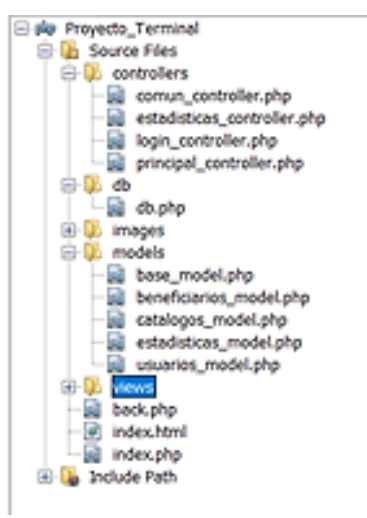 Proyecto_Terminal
Source Files
controllers
comun_controller.php
estadisticas_controller.php
login_controller.php
principal_controller.php
db
db.php
images
models
base_model.php
beneficiarios_model.php
catalogos_model.php
estadisticas_model.php
usuarios_model.php
views
back.php
index.html
index.php
Include Path